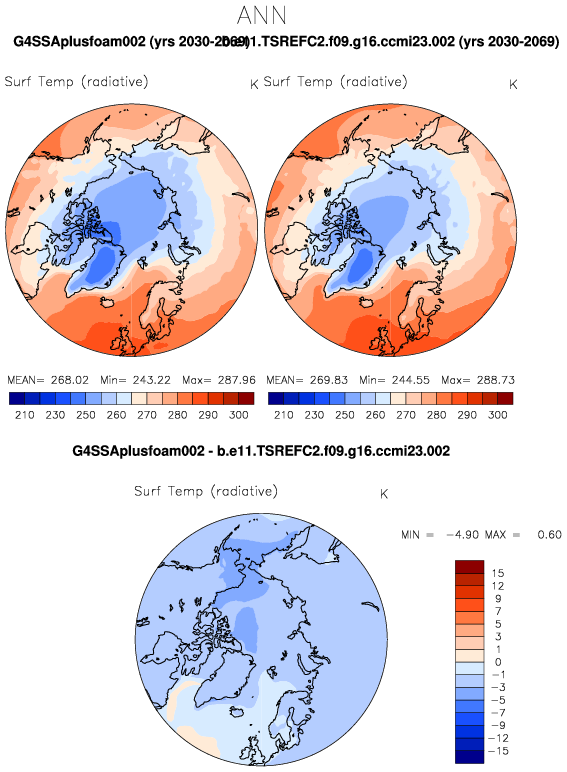 ANN
G4SSAplusfoam002 (yrs 2030-2069) b.e11.TSREFC2.f09.g16.ccmi23.002 (yrs 2030-2069)
Surf Temp (radiative) K Surf Temp (radiative) K
MEAN= 268.02 Min= 243.22 Max= 287.96 MEAN= 269.83 Min= 244.55 Max= 288.73
210 230 250 260 270 280 290 300 210 230 250 260 270 280 290 300
G4SSAplusfoam002 - b.e11.TSREFC2.f09.g16.ccmi23.002
Surf Temp (radiative) K
MIN = -4.90 MAX = 0.60
15
12
9
7
5
3
1
0
-1
-3
-5
-7
-9
-12
-15